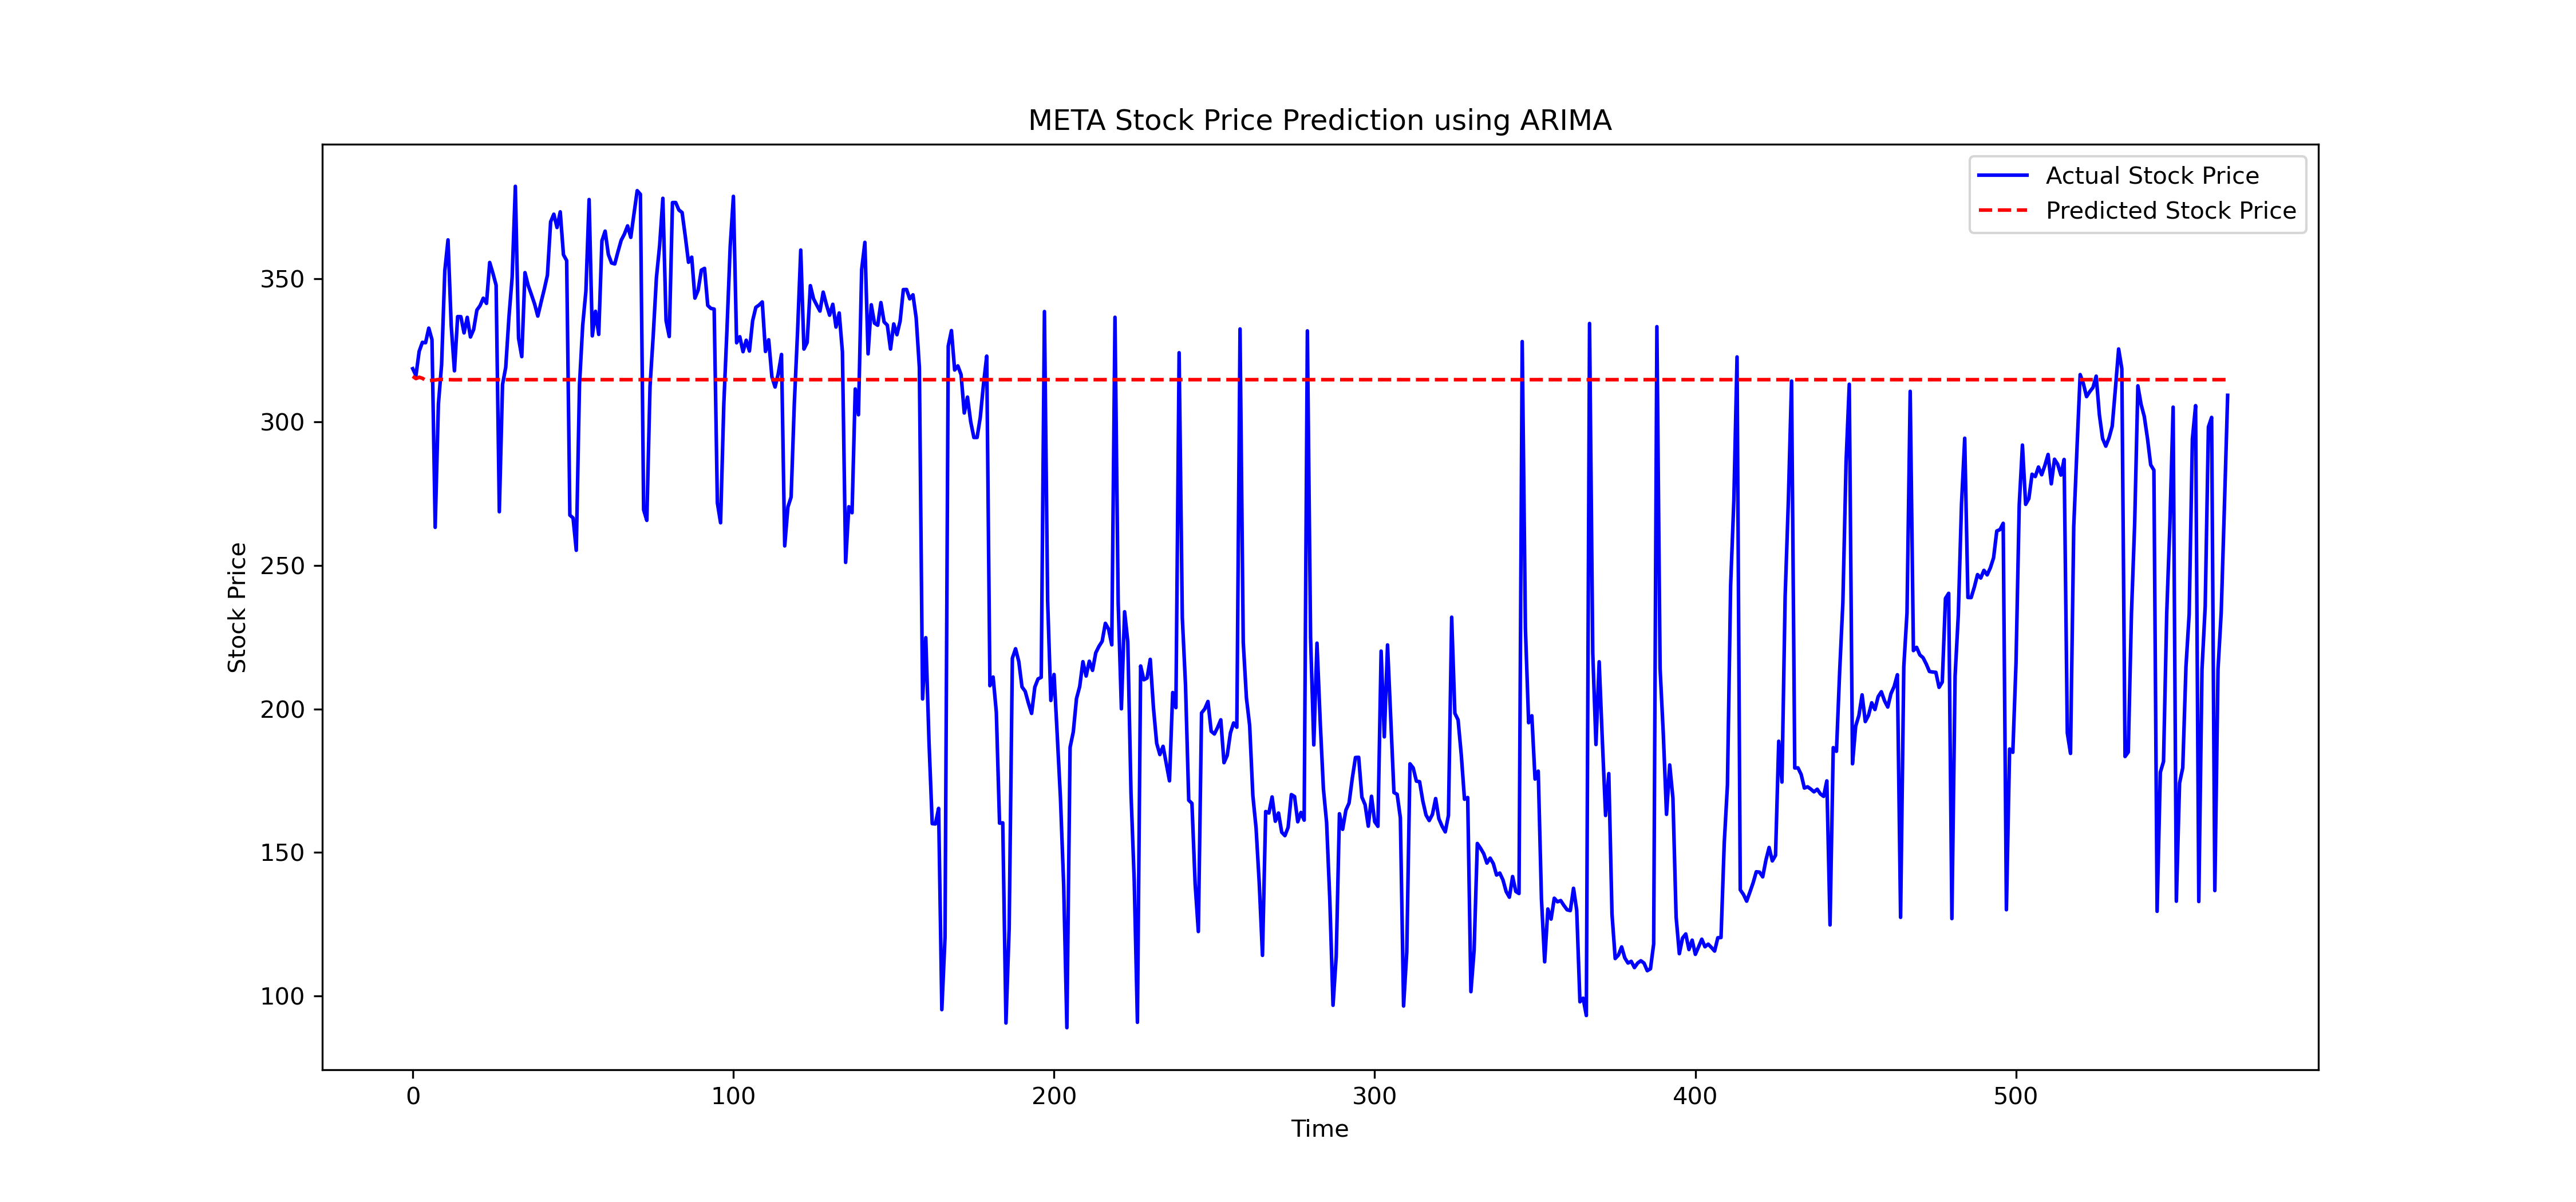 META Stock Price Prediction using ARIMA
Actual Stock Price
Predicted Stock Price
Stock Price
350
300
250
200
150
100
0 100 200 300 400 500
Time